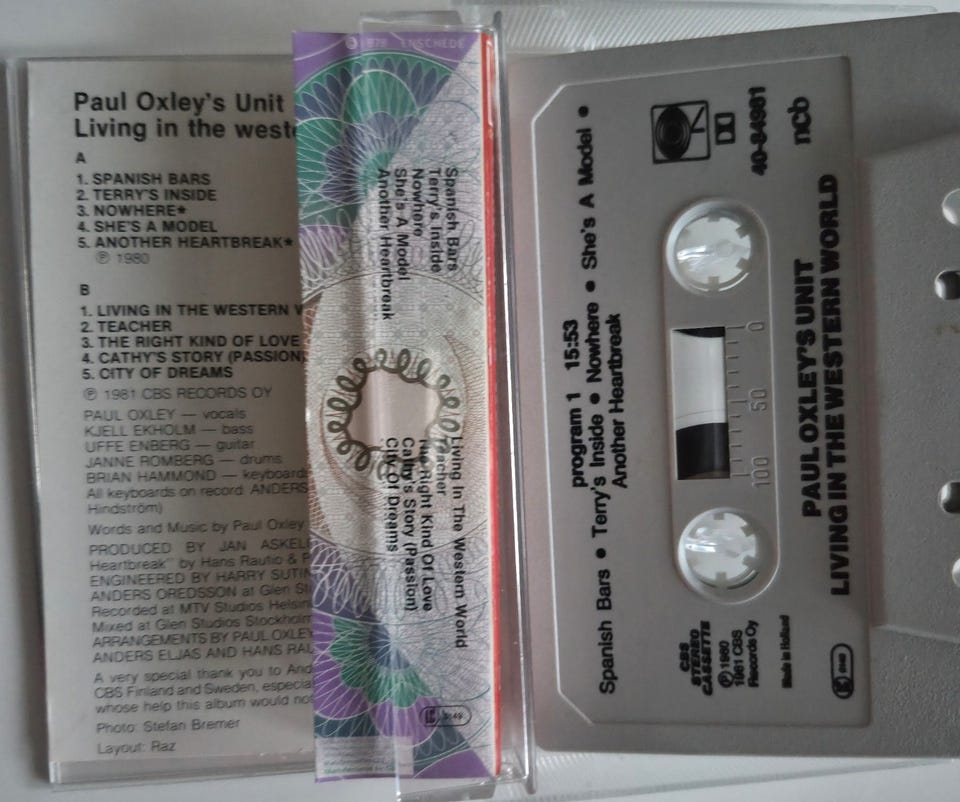 Paul Oxley's Unit
Living in the weste
A
1. SPANISH BARS
2. TERRY'S INSIDE
3. NOWHERE★
4. SHE'S A MODEL
5. ANOTHER HEARTBREAK★
℗ 1980
B
1. LIVING IN THE WESTERN W
2. TEACHER
3. THE RIGHT KIND OF LOVE
4. CATHY'S STORY (PASSION
5. CITY OF DREAMS
℗ 1981 CBS RECORDS OY
PAUL OXLEY — vocals
KJELL EKHOLM — bass
UFFE ENBERG — guitar
JANNE ROMBERG — drums
BRIAN HAMMOND — keyboards
All keyboards on record ANDERS
Hindström)
Words and Music by Paul Oxley
PRODUCED BY JAN ASKEL
Heartbreak" by Hans Rautio & P
ENGINEERED BY HARRY SUTIN
ANDERS OREDSSON at Glen St
Recorded at MTV Studios Helsin
Mixed at Glen Studios Stockholm
ARRANGEMENTS BY PAUL OXLEY
ANDERS ELJAS AND HANS RAU
A very special thank you to And
CBS Finland and Sweden, especia
whose help this album would no
Photo: Stefan Bremer
Layout: Raz
1978 ENSCHEDE
Spanish Bars
Terry's Inside
Nowhere
She's A Model
Another Heartbreak
Living In The Western World
Teacher
The Right Kind Of Love
Cathy's Story (Passion)
City Of Dreams
program 1 15:53
Spanish Bars ● Terry's Inside ● Nowhere ● She's A Model ●
Another Heartbreak
0 50 100
40-84981
ncb
PAUL OXLEY'S UNIT
LIVING IN THE WESTERN WORLD
CBS
STEREO
CASSETTE
℗ 1980
1981 CBS
Records Oy
Made in Holland